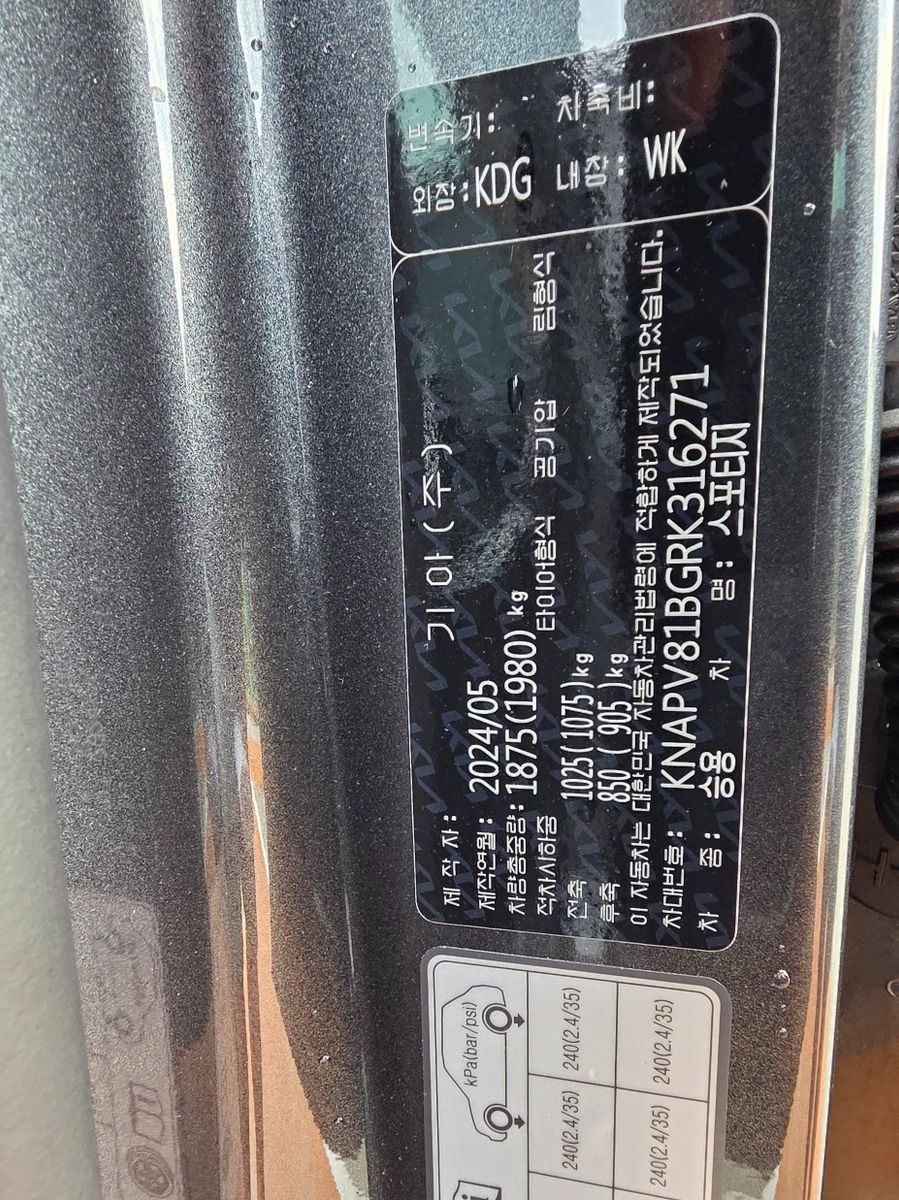 제 작 자: 기 아 ( 주 )
제작연월: 2024/05
차량총중량: 1875(1980) kg
적차시하중 타이어형식 공기압 림형식
전축 1025(1075)kg
후축 850 ( 905 )kg
이 자동차는 대한민국 자동차관리법령에 적합하게 제작되었습니다.
차대번호: KNAPV81BGRK316271
차 종: 승용 차 명: 스포티지
변속기: 차축비:
외장: KDG 내장: WK
kPa(bar/psi)
240(2.4/35) 240(2.4/35)
240(2.4/35) 240(2.4/35)